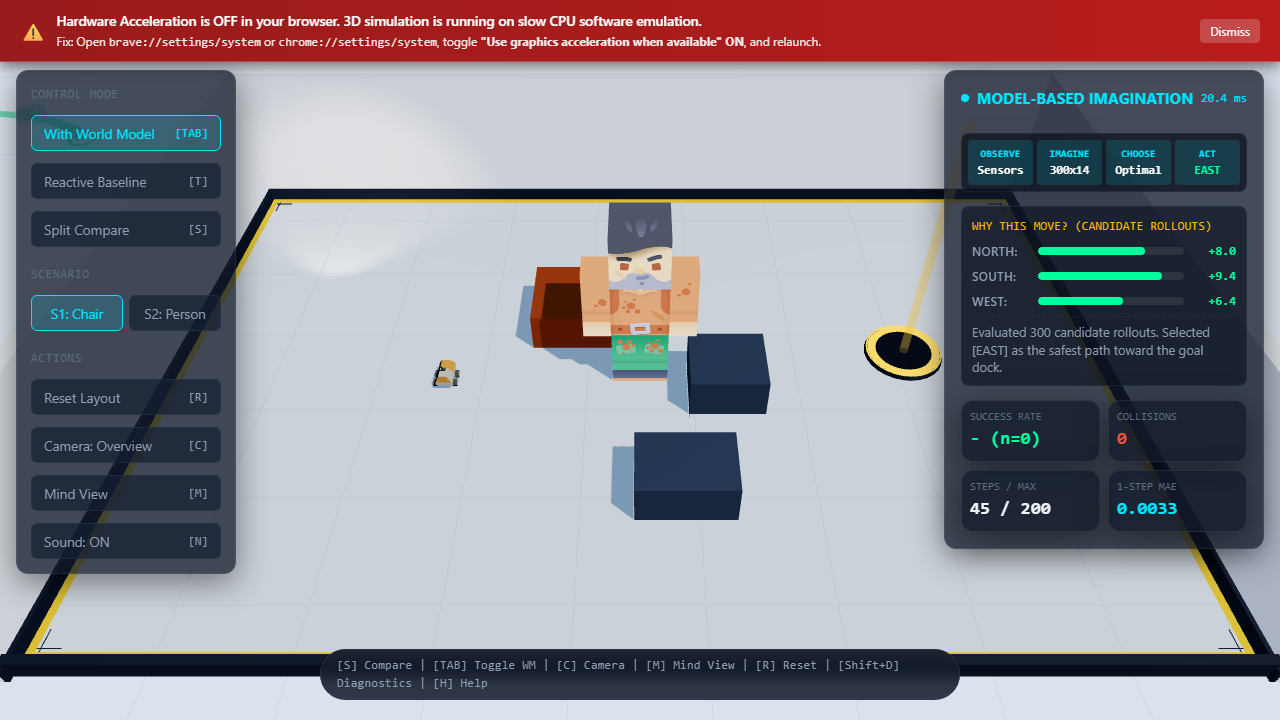 Hardware Acceleration is OFF in your browser. 3D simulation is running on slow CPU software emulation.
Fix: Open brave://settings/system or chrome://settings/system, toggle "Use graphics acceleration when available" ON, and relaunch.
Dismiss
CONTROL MODE
With World Model [TAB]
Reactive Baseline [T]
Split Compare [S]
SCENARIO
S1: Chair
S2: Person
ACTIONS
Reset Layout [R]
Camera: Overview [C]
Mind View [M]
Sound: ON [N]
MODEL-BASED IMAGINATION 20.4 ms
OBSERVE
Sensors
IMAGINE
300x14
CHOOSE
Optimal
ACT
EAST
WHY THIS MOVE? (CANDIDATE ROLLOUTS)
NORTH: +8.0
SOUTH: +9.4
WEST: +6.4
Evaluated 300 candidate rollouts. Selected
[EAST] as the safest path toward the goal
dock.
SUCCESS RATE
- (n=0)
COLLISIONS
0
STEPS / MAX
45 / 200
1-STEP MAE
0.0033
[S] Compare | [TAB] Toggle WM | [C] Camera | [M] Mind View | [R] Reset | [Shift+D]
Diagnostics | [H] Help